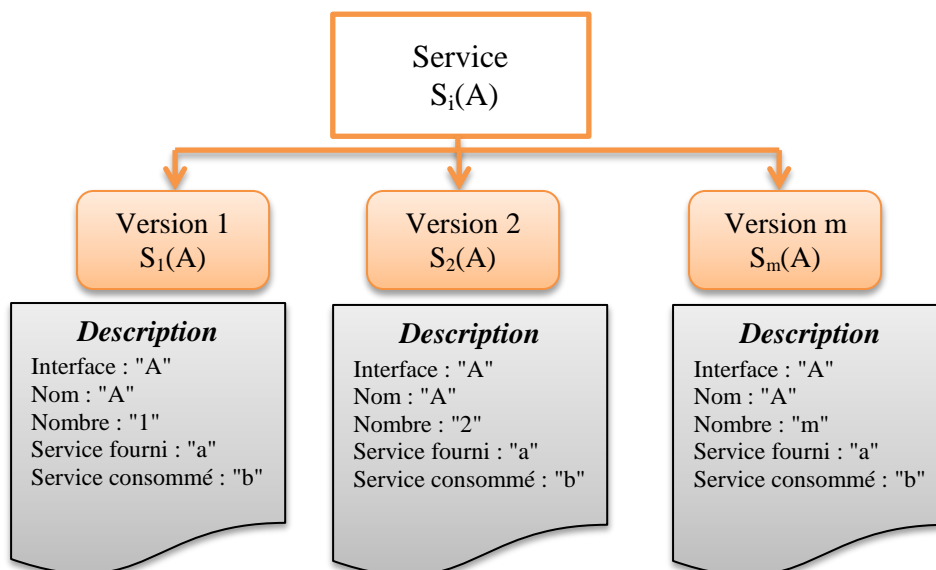 Service
Sᵢ(A)
Version 1
S₁(A)
Version 2
S₂(A)
Version m
Sₘ(A)
Description
Interface : "A"
Nom : "A"
Nombre : "1"
Service fourni : "a"
Service consommé : "b"
Description
Interface : "A"
Nom : "A"
Nombre : "2"
Service fourni : "a"
Service consommé : "b"
Description
Interface : "A"
Nom : "A"
Nombre : "m"
Service fourni : "a"
Service consommé : "b"